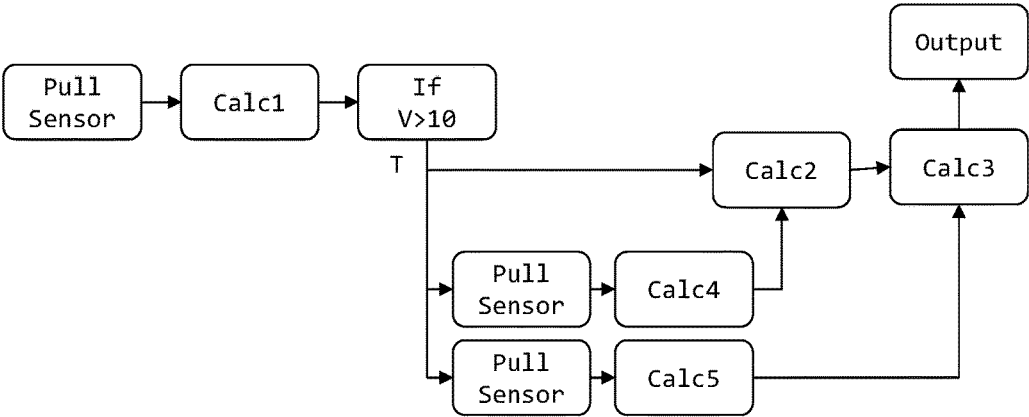 Output
Pull
Sensor
Calc1
If
V>10
T
Calc2
Calc3
Pull
Sensor
Calc4
Pull
Sensor
Calc5